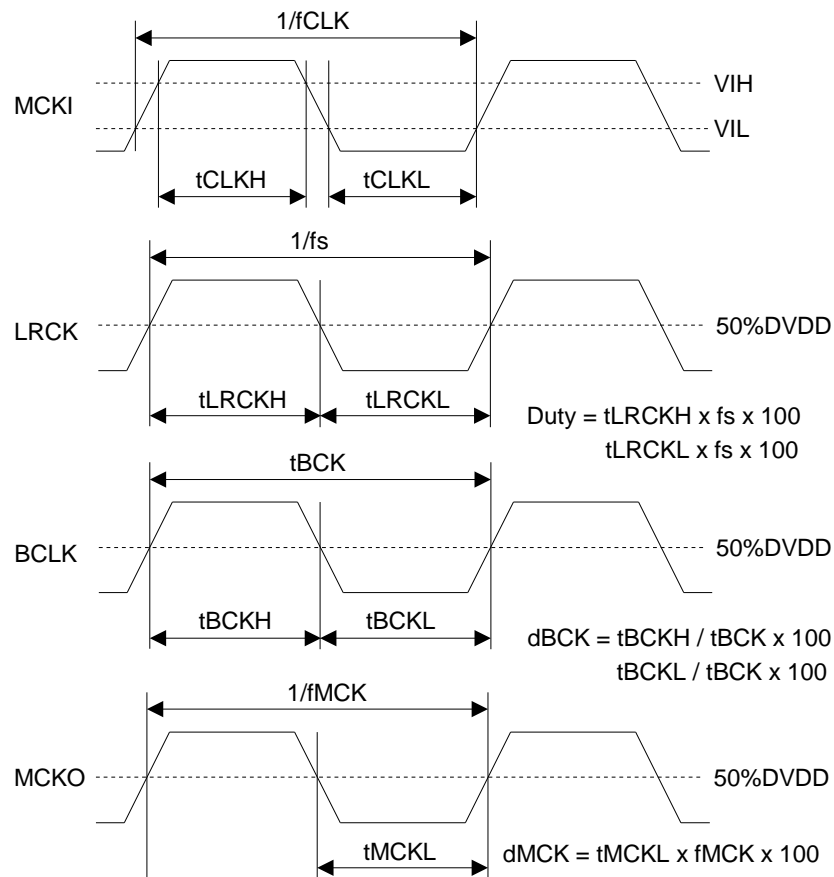 1/fCLK
MCKI
VIH
VIL
tCLKH
tCLKL
1/fs
LRCK
50%DVDD
tLRCKH
tLRCKL
Duty = tLRCKH x fs x 100
tLRCKL x fs x 100
tBCK
BCLK
50%DVDD
tBCKH
tBCKL
dBCK = tBCKH / tBCK x 100
tBCKL / tBCK x 100
1/fMCK
MCKO
50%DVDD
tMCKL
dMCK = tMCKL x fMCK x 100